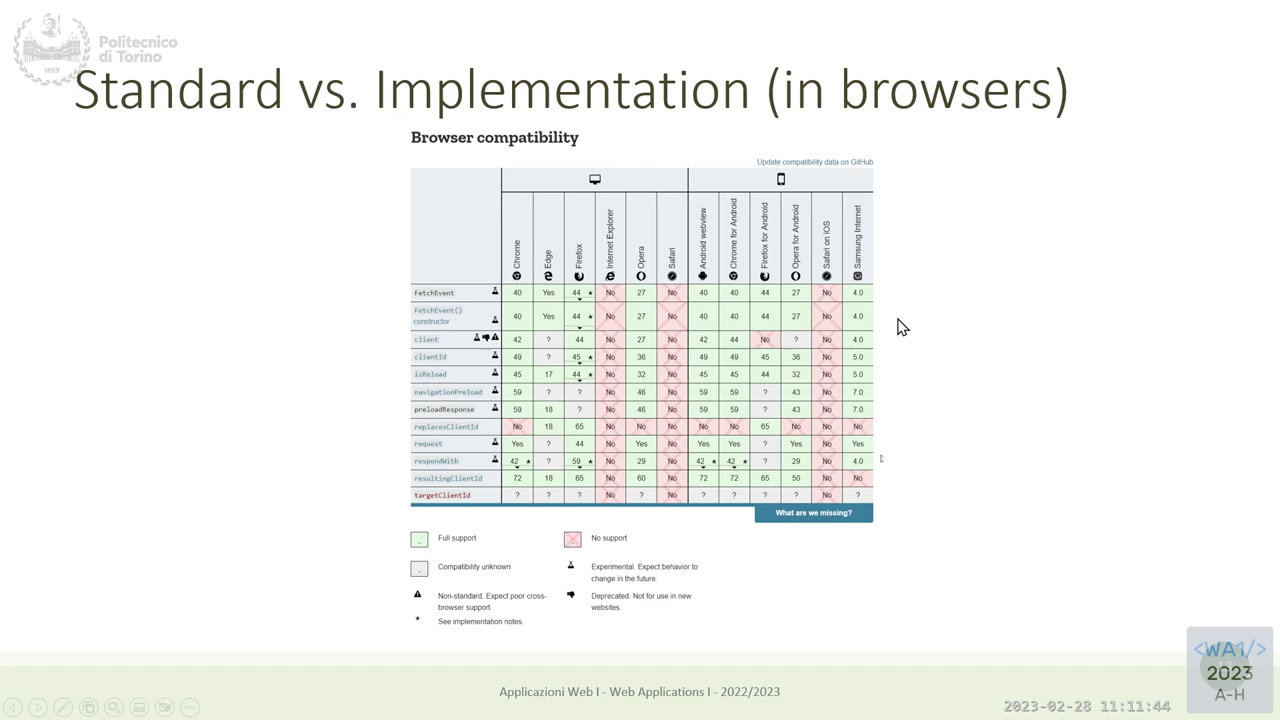 Politecnico
di Torino
1859
Standard vs. Implementation (in browsers)
Browser compatibility
Update compatibility data on GitHub
Chrome Edge Firefox Internet Explorer Opera Safari Android webview Chrome for Android Firefox for Android Opera for Android Safari on iOS Samsung Internet
FetchEvent 40 Yes 44 * No 27 No 40 40 44 27 No 4.0
FetchEvent()
constructor 40 Yes 44 * No 27 No 40 40 44 27 No 4.0
client 42 ? 44 No 27 No 42 44 No ? No 4.0
clientId 49 ? 45 * No 36 No 49 49 45 36 No 5.0
isReload 45 17 44 * No 32 No 45 45 44 32 No 5.0
navigationPreload 59 ? ? No 46 No 59 59 ? 43 No 7.0
preloadResponse 59 18 ? No 46 No 59 59 ? 43 No 7.0
replacesClientId No 18 65 No No No No No 65 No No No
request Yes ? 44 No Yes No Yes Yes ? Yes No Yes
respondWith 42 * ? 59 * No 29 No 42 * 42 * ? 29 No 4.0
resultingClientId 72 18 65 No 60 No 72 72 65 50 No No
targetClientId ? ? ? No ? No ? ? ? ? No ?
What are we missing?
Full support
No support
Compatibility unknown
Experimental. Expect behavior to
change in the future.
Non-standard. Expect poor cross-
browser support.
Deprecated. Not for use in new
websites.
* See implementation notes.
Applicazioni Web I - Web Applications I - 2022/2023
<WA1/>
2023
A-H
2023-02-28 11:11:44